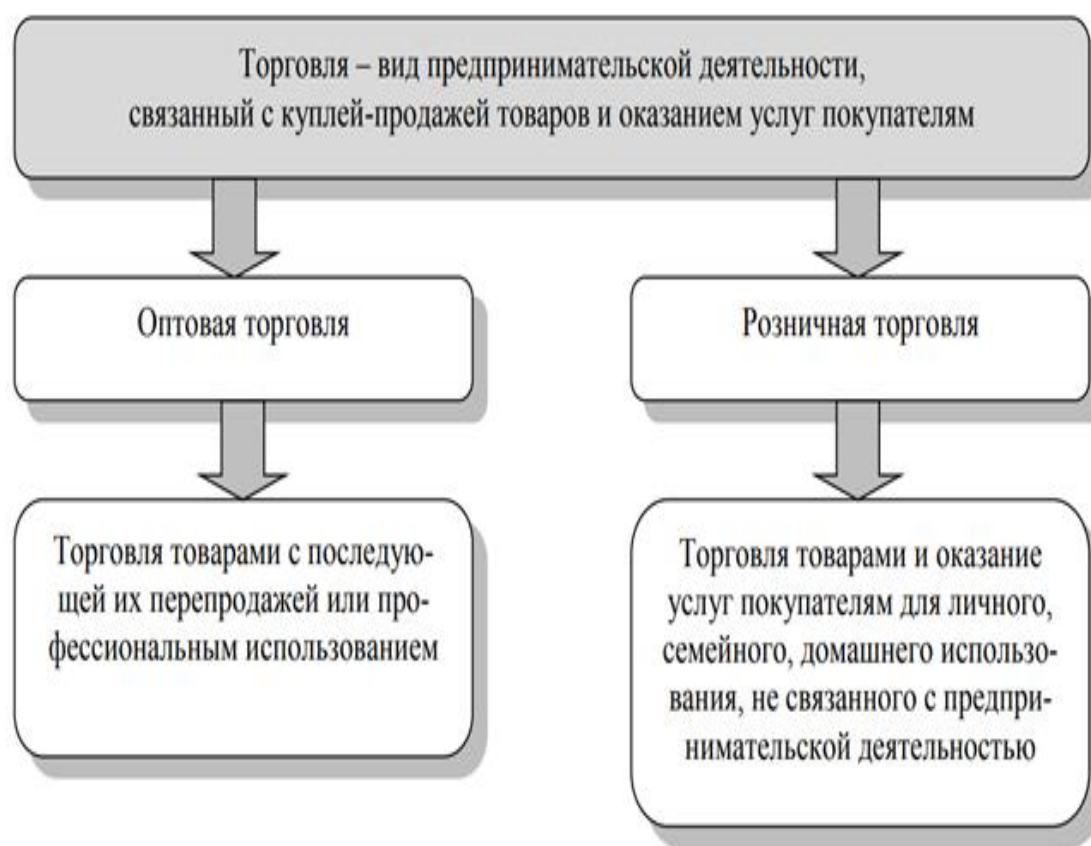 Торговля – вид предпринимательской деятельности,
связанный с куплей-продажей товаров и оказанием услуг покупателям
Оптовая торговля
Розничная торговля
Торговля товарами с последую-
щей их перепродажей или про-
фессиональным использованием
Торговля товарами и оказание
услуг покупателям для личного,
семейного, домашнего использо-
вания, не связанного с предпри-
нимательской деятельностью